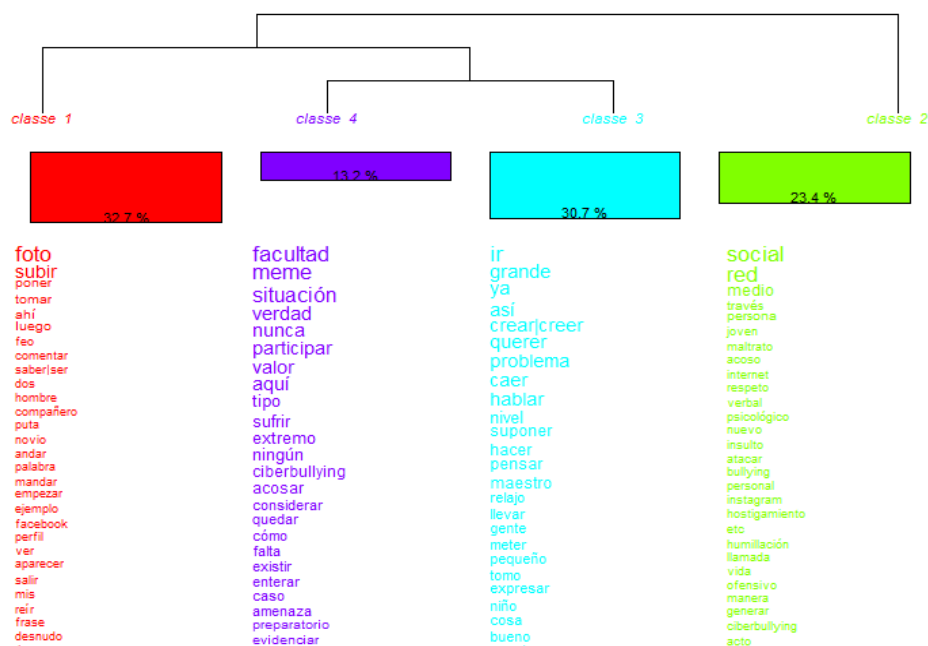 classe 1
classe 4
classe 3
classe 2
32.7 %
13.2 %
30.7 %
23.4 %
foto
subir
poner
tomar
ahí
luego
feo
comentar
saber|ser
dos
hombre
compañero
puta
novio
andar
palabra
mandar
empezar
ejemplo
facebook
perfil
ver
aparecer
salir
mis
reír
frase
desnudo
facultad
meme
situación
verdad
nunca
participar
valor
aquí
tipo
sufrir
extremo
ningún
ciberbullying
acosar
considerar
quedar
cómo
falta
existir
enterar
caso
amenaza
preparatorio
evidenciar
ir
grande
ya
así
crear|creer
querer
problema
caer
hablar
nivel
suponer
hacer
pensar
maestro
relajo
llevar
gente
meter
pequeño
tomo
expresar
niño
cosa
bueno
social
red
medio
través
persona
joven
maltrato
acoso
internet
respeto
verbal
psicológico
nuevo
insulto
atacar
bullying
personal
instagram
hostigamiento
etc
humillación
llamada
vida
ofensivo
manera
generar
ciberbullying
acto